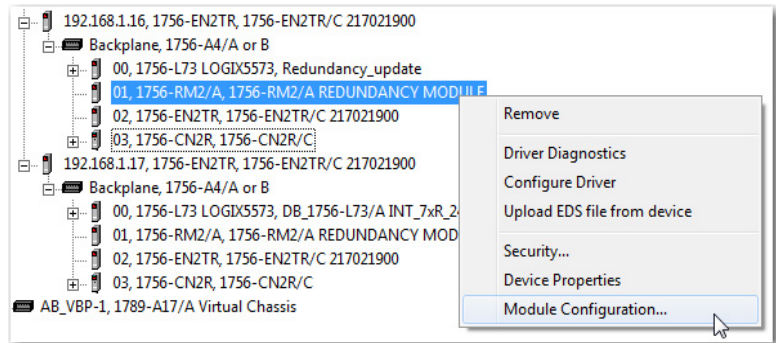 192.168.1.16, 1756-EN2TR, 1756-EN2TR/C 217021900
Backplane, 1756-A4/A or B
00, 1756-L73 LOGIX5573, Redundancy_update
01, 1756-RM2/A, 1756-RM2/A REDUNDANCY MODULE
02, 1756-EN2TR, 1756-EN2TR/C 217021900
03, 1756-CN2R, 1756-CN2R/C
192.168.1.17, 1756-EN2TR, 1756-EN2TR/C 217021900
Backplane, 1756-A4/A or B
00, 1756-L73 LOGIX5573, DB_1756-L73/A INT_7xR_2
01, 1756-RM2/A, 1756-RM2/A REDUNDANCY MOD
02, 1756-EN2TR, 1756-EN2TR/C 217021900
03, 1756-CN2R, 1756-CN2R/C
AB_VBP-1, 1789-A17/A Virtual Chassis
Remove
Driver Diagnostics
Configure Driver
Upload EDS file from device
Security...
Device Properties
Module Configuration...